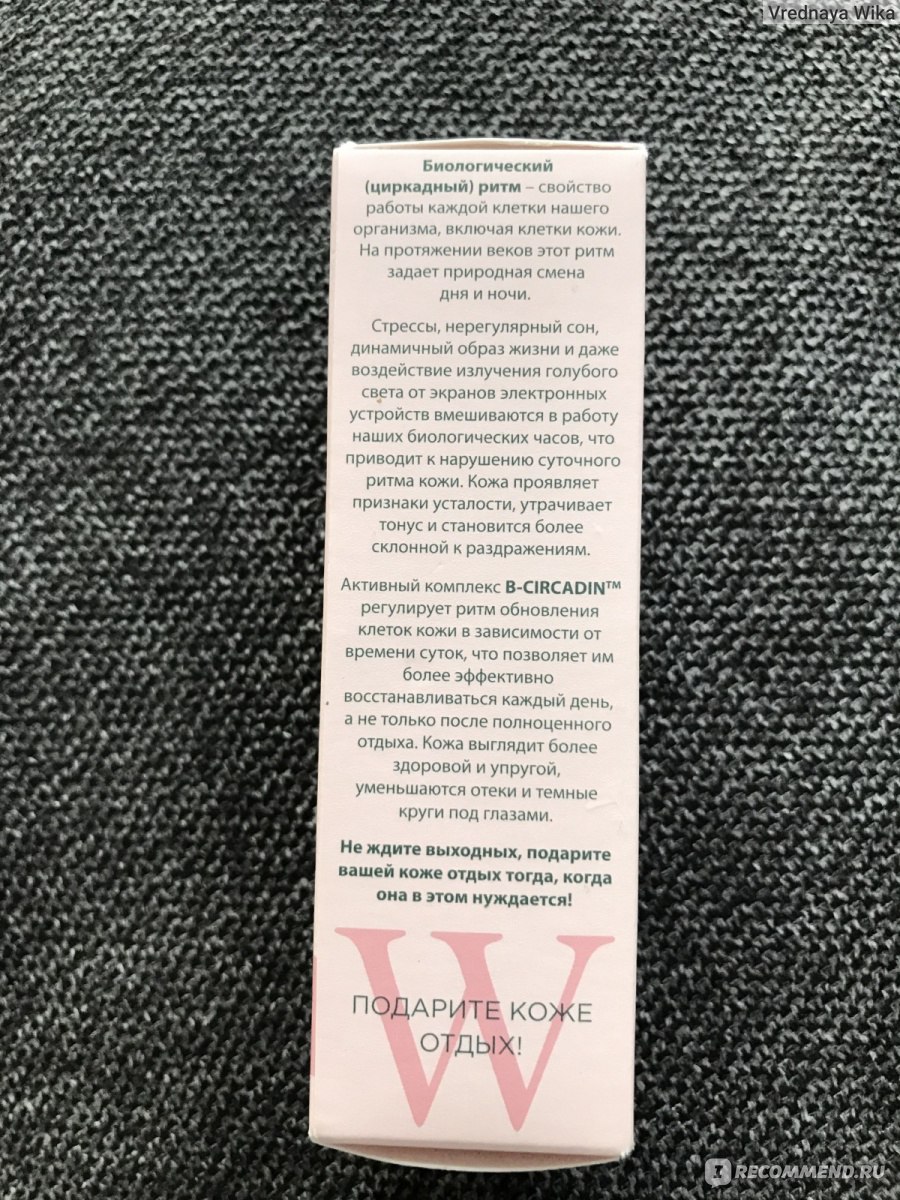 Vrednaya Wika
Биологический
(циркадный) ритм – свойство
работы каждой клетки нашего
организма, включая клетки кожи.
На протяжении веков этот ритм
задает природная смена
дня и ночи.
Стрессы, нерегулярный сон,
динамичный образ жизни и даже
воздействие излучения голубого
света от экранов электронных
устройств вмешиваются в работу
наших биологических часов, что
приводит к нарушению суточного
ритма кожи. Кожа проявляет
признаки усталости, утрачивает
тонус и становится более
склонной к раздражениям.
Активный комплекс B-CIRCADIN™
регулирует ритм обновления
клеток кожи в зависимости от
времени суток, что позволяет им
более эффективно
восстанавливаться каждый день,
а не только после полноценного
отдыха. Кожа выглядит более
здоровой и упругой,
уменьшаются отеки и темные
круги под глазами.
Не ждите выходных, подарите
вашей коже отдых тогда, когда
она в этом нуждается!
W
ПОДАРИТЕ КОЖЕ
ОТДЫХ!
RECOMMEND.RU